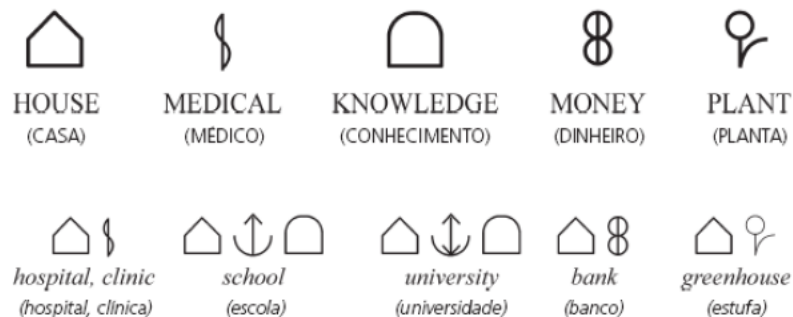 HOUSE MEDICAL KNOWLEDGE MONEY PLANT
(CASA) (MÉDICO) (CONHECIMENTO) (DINHEIRO) (PLANTA)
hospital, clinic school university bank greenhouse
(hospital, clínica) (escola) (universidade) (banco) (estufa)